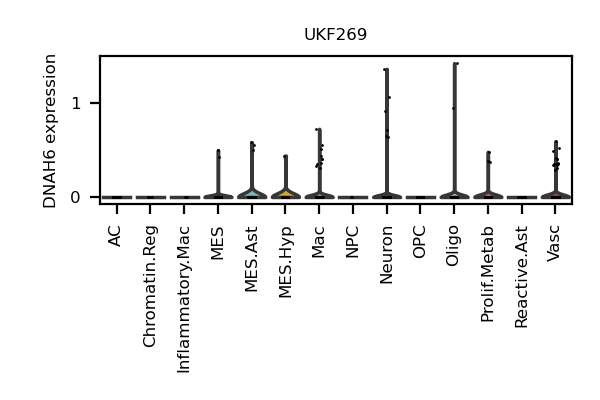 UKF269
DNAH6 expression
1
0
AC
Chromatin.Reg
Inflammatory.Mac
MES
MES.Ast
MES.Hyp
Mac
NPC
Neuron
OPC
Oligo
Prolif.Metab
Reactive.Ast
Vasc